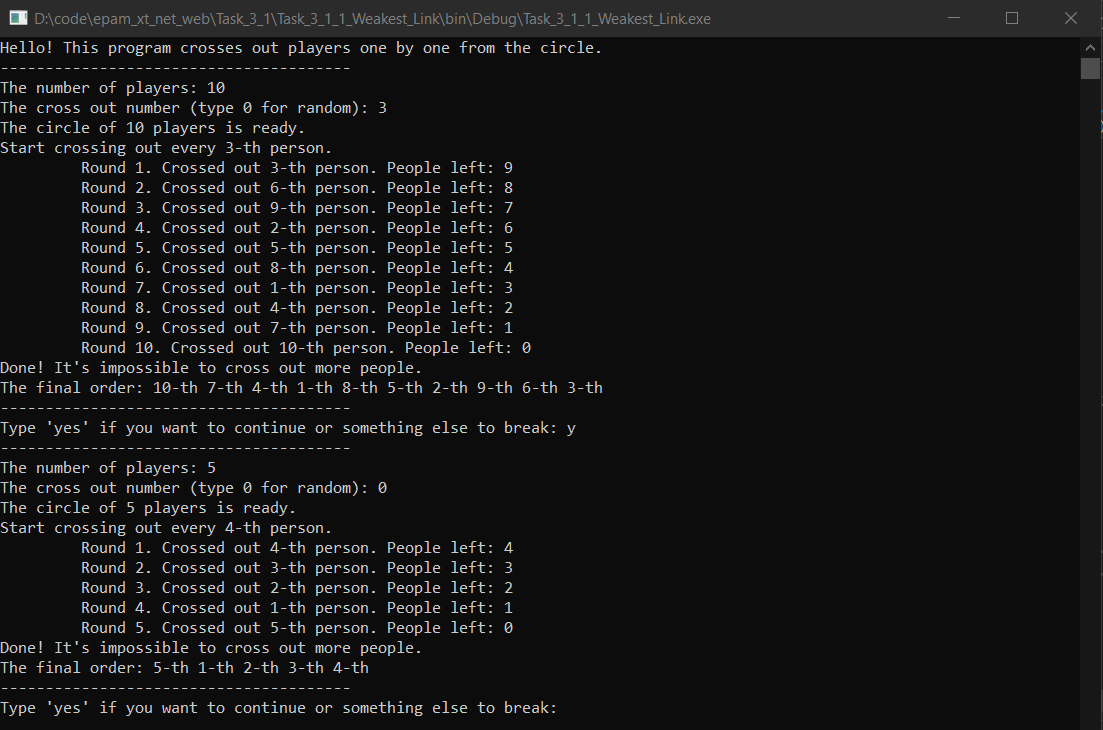 D:\code\epam_xt_net_web\Task_3_1\Task_3_1_1_Weakest_Link\bin\Debug\Task_3_1_1_Weakest_Link.exe
Hello! This program crosses out players one by one from the circle.
---------------------------------------
The number of players: 10
The cross out number (type 0 for random): 3
The circle of 10 players is ready.
Start crossing out every 3-th person.
Round 1. Crossed out 3-th person. People left: 9
Round 2. Crossed out 6-th person. People left: 8
Round 3. Crossed out 9-th person. People left: 7
Round 4. Crossed out 2-th person. People left: 6
Round 5. Crossed out 5-th person. People left: 5
Round 6. Crossed out 8-th person. People left: 4
Round 7. Crossed out 1-th person. People left: 3
Round 8. Crossed out 4-th person. People left: 2
Round 9. Crossed out 7-th person. People left: 1
Round 10. Crossed out 10-th person. People left: 0
Done! It's impossible to cross out more people.
The final order: 10-th 7-th 4-th 1-th 8-th 5-th 2-th 9-th 6-th 3-th
---------------------------------------
Type 'yes' if you want to continue or something else to break: y
---------------------------------------
The number of players: 5
The cross out number (type 0 for random): 0
The circle of 5 players is ready.
Start crossing out every 4-th person.
Round 1. Crossed out 4-th person. People left: 4
Round 2. Crossed out 3-th person. People left: 3
Round 3. Crossed out 2-th person. People left: 2
Round 4. Crossed out 1-th person. People left: 1
Round 5. Crossed out 5-th person. People left: 0
Done! It's impossible to cross out more people.
The final order: 5-th 1-th 2-th 3-th 4-th
---------------------------------------
Type 'yes' if you want to continue or something else to break: